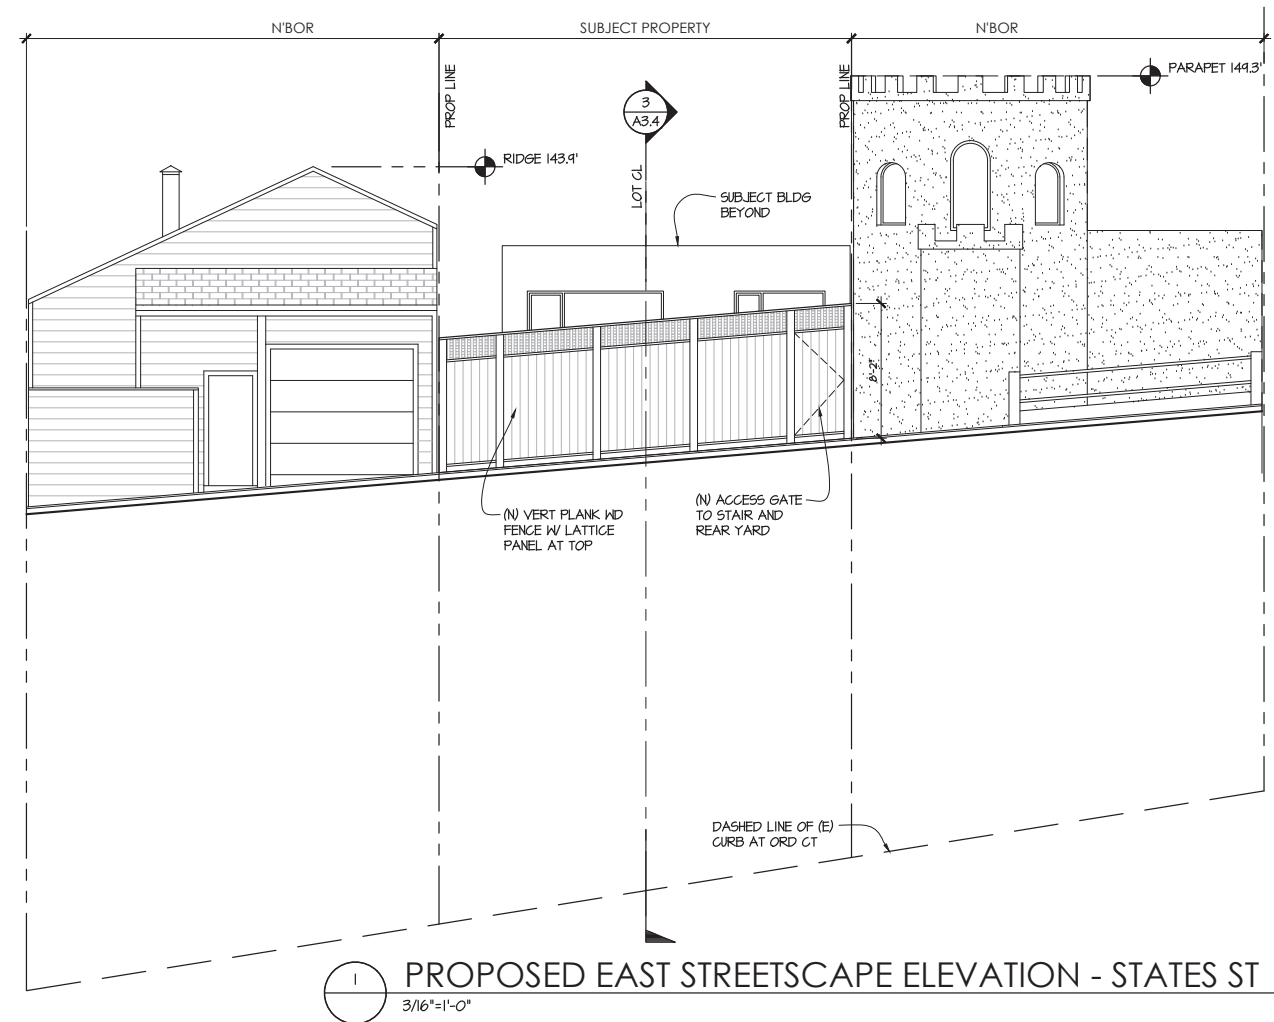 N'BOR
SUBJECT PROPERTY
N'BOR
PROP LINE
PROP LINE
PARAPET 149.3'
3
A3.4
RIDGE 143.9'
LOT CL
SUBJECT BLDG
BEYOND
8'-2"
(N) VERT PLANK WD
FENCE W/ LATTICE
PANEL AT TOP
(N) ACCESS GATE
TO STAIR AND
REAR YARD
DASHED LINE OF (E)
CURB AT ORD CT
1
PROPOSED EAST STREETSCAPE ELEVATION - STATES ST
3/16"=1'-0"